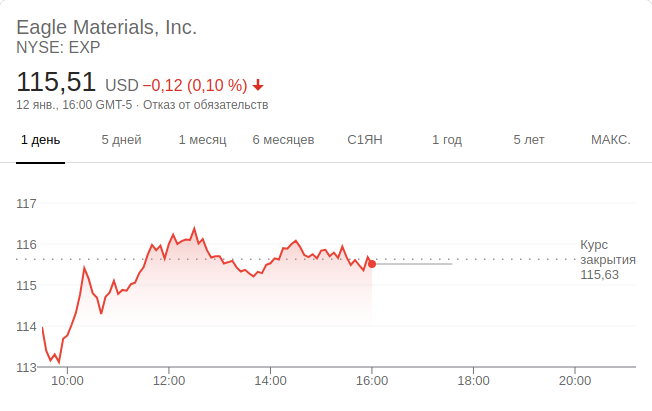 Eagle Materials, Inc.
NYSE: EXP
115,51 USD −0,12 (0,10 %)
12 янв., 16:00 GMT-5 · Отказ от обязательств
1 день 5 дней 1 месяц 6 месяцев С1ЯН 1 год 5 лет МАКС.
117
116
115
114
113
Курс
закрытия
115,63
10:00 12:00 14:00 16:00 18:00 20:00